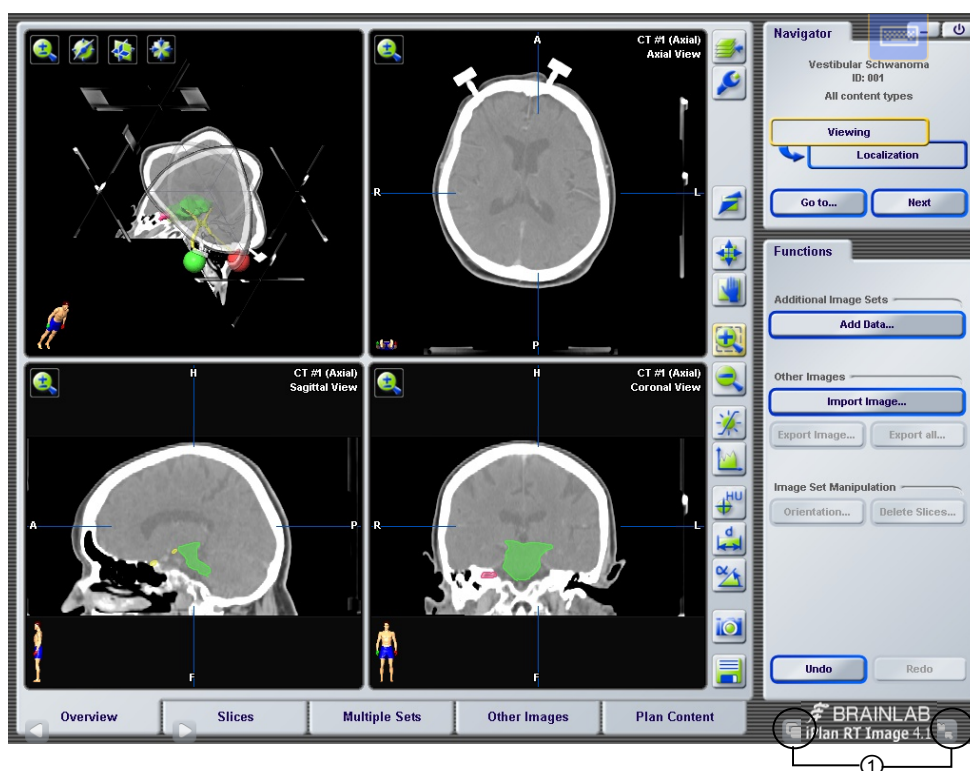 CT #1 (Axial)
Axial View
A
R
L
P
CT #1 (Axial)
Sagittal View
H
A
P
F
CT #1 (Axial)
Coronal View
H
R
L
F
HU
d
α
Navigator
Vestibular Schwanoma
ID: 001
All content types
Viewing
Localization
Go to...
Next
Functions
Additional Image Sets
Add Data...
Other Images
Import Image...
Export Image...
Export all...
Image Set Manipulation
Orientation...
Delete Slices...
Undo
Redo
Overview
Slices
Multiple Sets
Other Images
Plan Content
BRAINLAB
iPlan RT Image 4.1
1